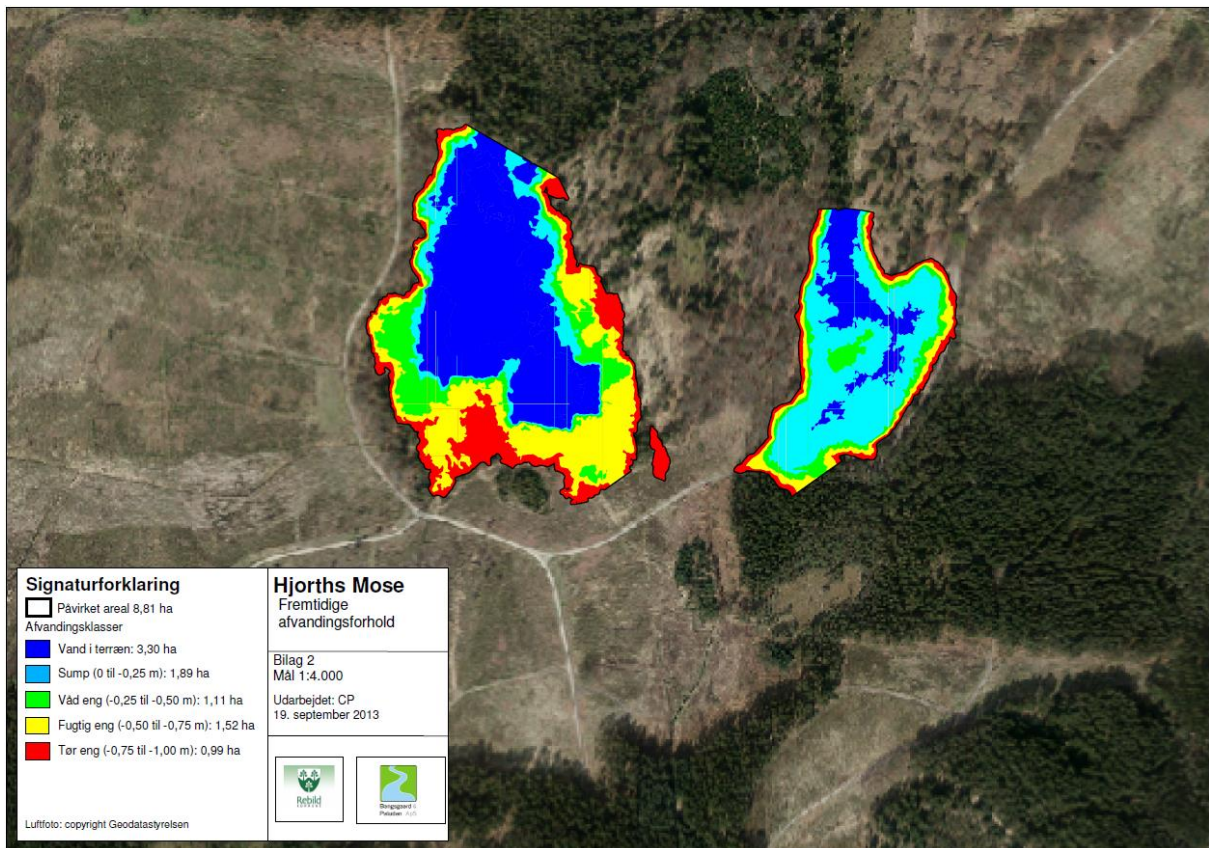 Signaturforklaring
Påvirket areal 8,81 ha
Afvandingsklasser
Vand i terræn: 3,30 ha
Sump (0 til -0,25 m): 1,89 ha
Våd eng (-0,25 til -0,50 m): 1,11 ha
Fugtig eng (-0,50 til -0,75 m): 1,52 ha
Tør eng (-0,75 til -1,00 m): 0,99 ha
Luftfoto: copyright Geodatastyrelsen
Hjorths Mose
Fremtidige
afvandingsforhold
Bilag 2
Mål 1:4.000
Udarbejdet: CP
19. september 2013
Rebild